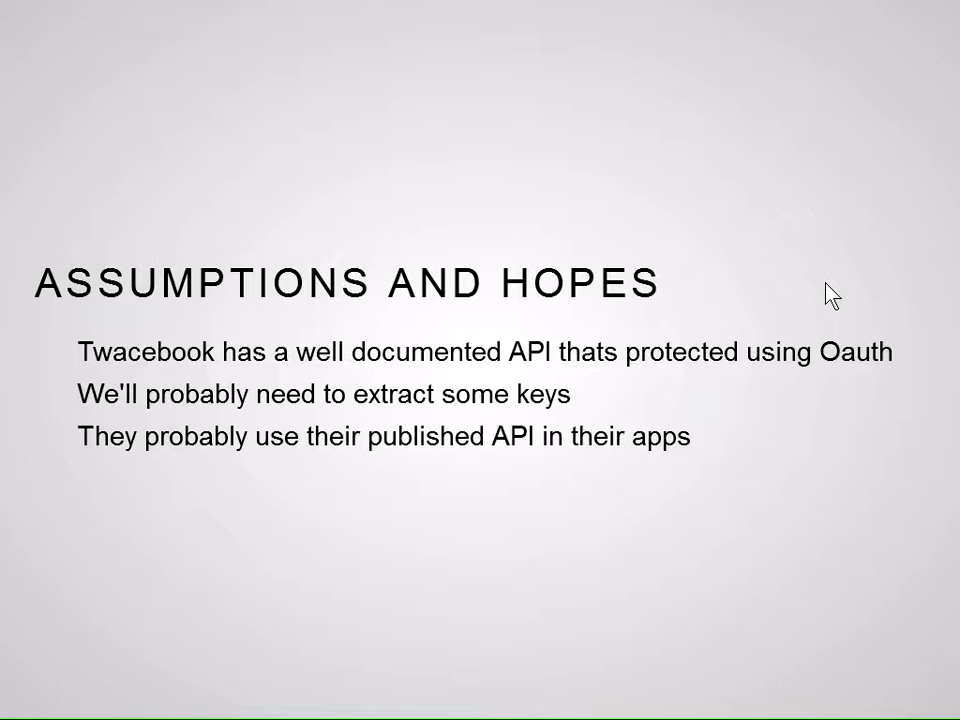 ASSUMPTIONS AND HOPES
Twacebook has a well documented API thats protected using Oauth
We'll probably need to extract some keys
They probably use their published API in their apps